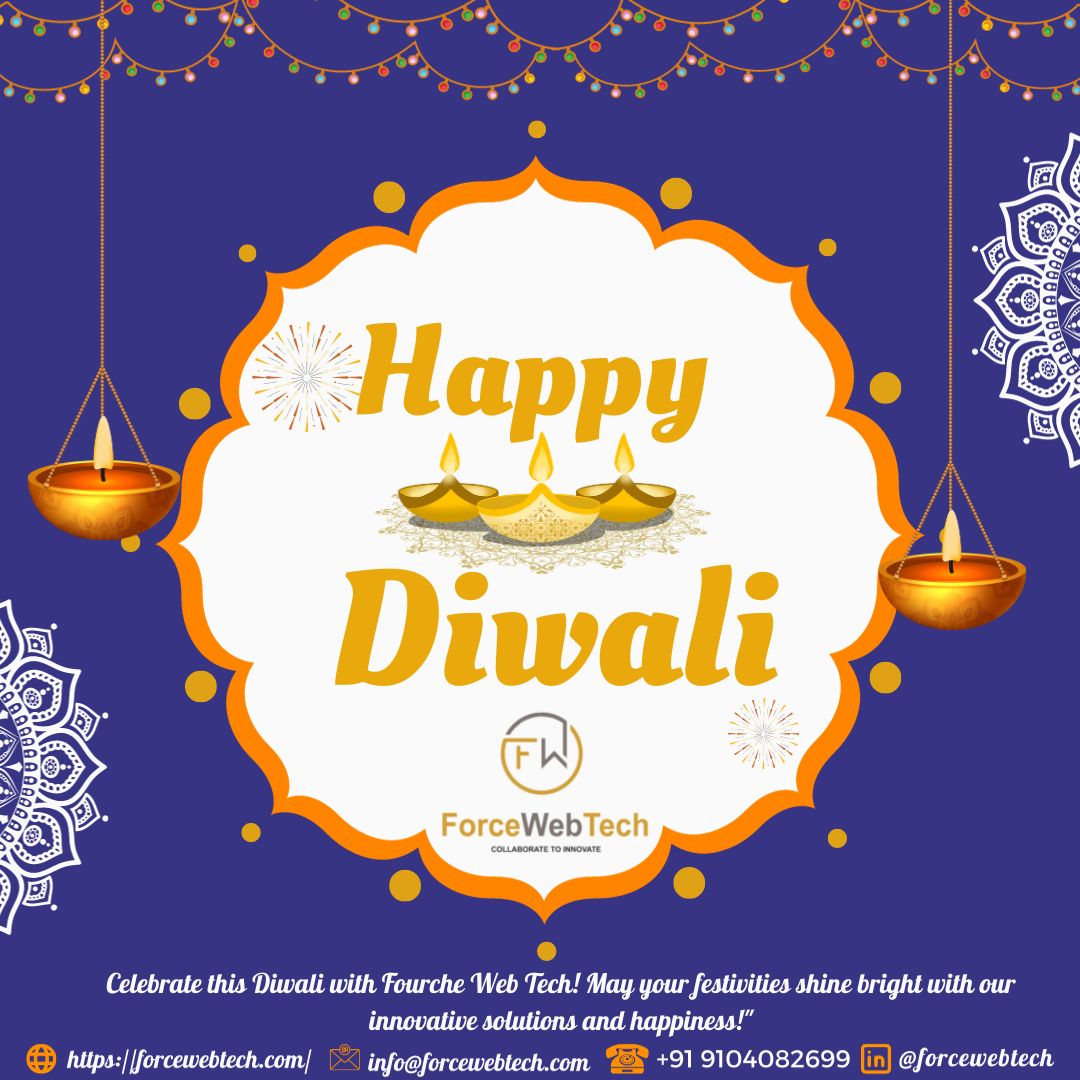 Happy
Diwali
FW
ForceWebTech
COLLABORATE TO INNOVATE
Celebrate this Diwali with Fourche Web Tech! May your festivities shine bright with our
innovative solutions and happiness!"
https://forcewebtech.com/ info@forcewebtech.com +91 9104082699 in @forcewebtech